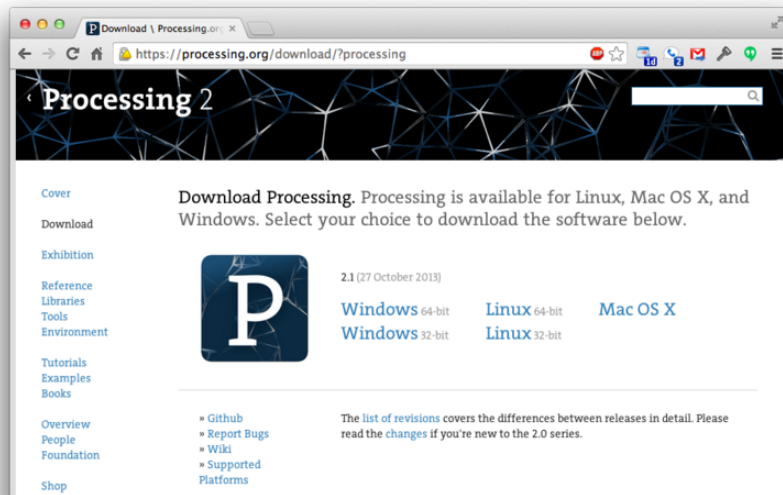 Download \ Processing.org
https://processing.org/download/?processing
ABP
1d
2
Processing 2
Cover
Download
Exhibition
Reference
Libraries
Tools
Environment
Tutorials
Examples
Books
Overview
People
Foundation
Shop
Download Processing. Processing is available for Linux, Mac OS X, and
Windows. Select your choice to download the software below.
P
2.1 (27 October 2013)
Windows 64-bit Linux 64-bit Mac OS X
Windows 32-bit Linux 32-bit
» Github
» Report Bugs
» Wiki
» Supported
Platforms
The list of revisions covers the differences between releases in detail. Please
read the changes if you're new to the 2.0 series.